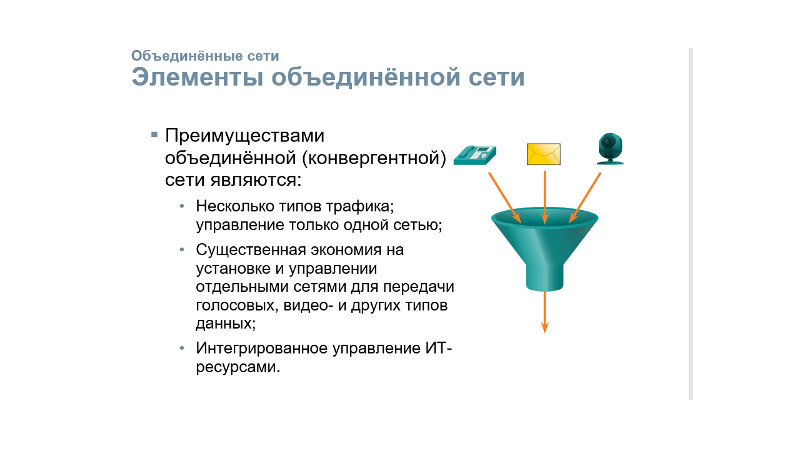 Объединённые сети
Элементы объединённой сети
Преимуществами
объединённой (конвергентной)
сети являются:
Несколько типов трафика;
управление только одной сетью;
Существенная экономия на
установке и управлении
отдельными сетями для передачи
голосовых, видео- и других типов
данных;
Интегрированное управление ИТ-
ресурсами.